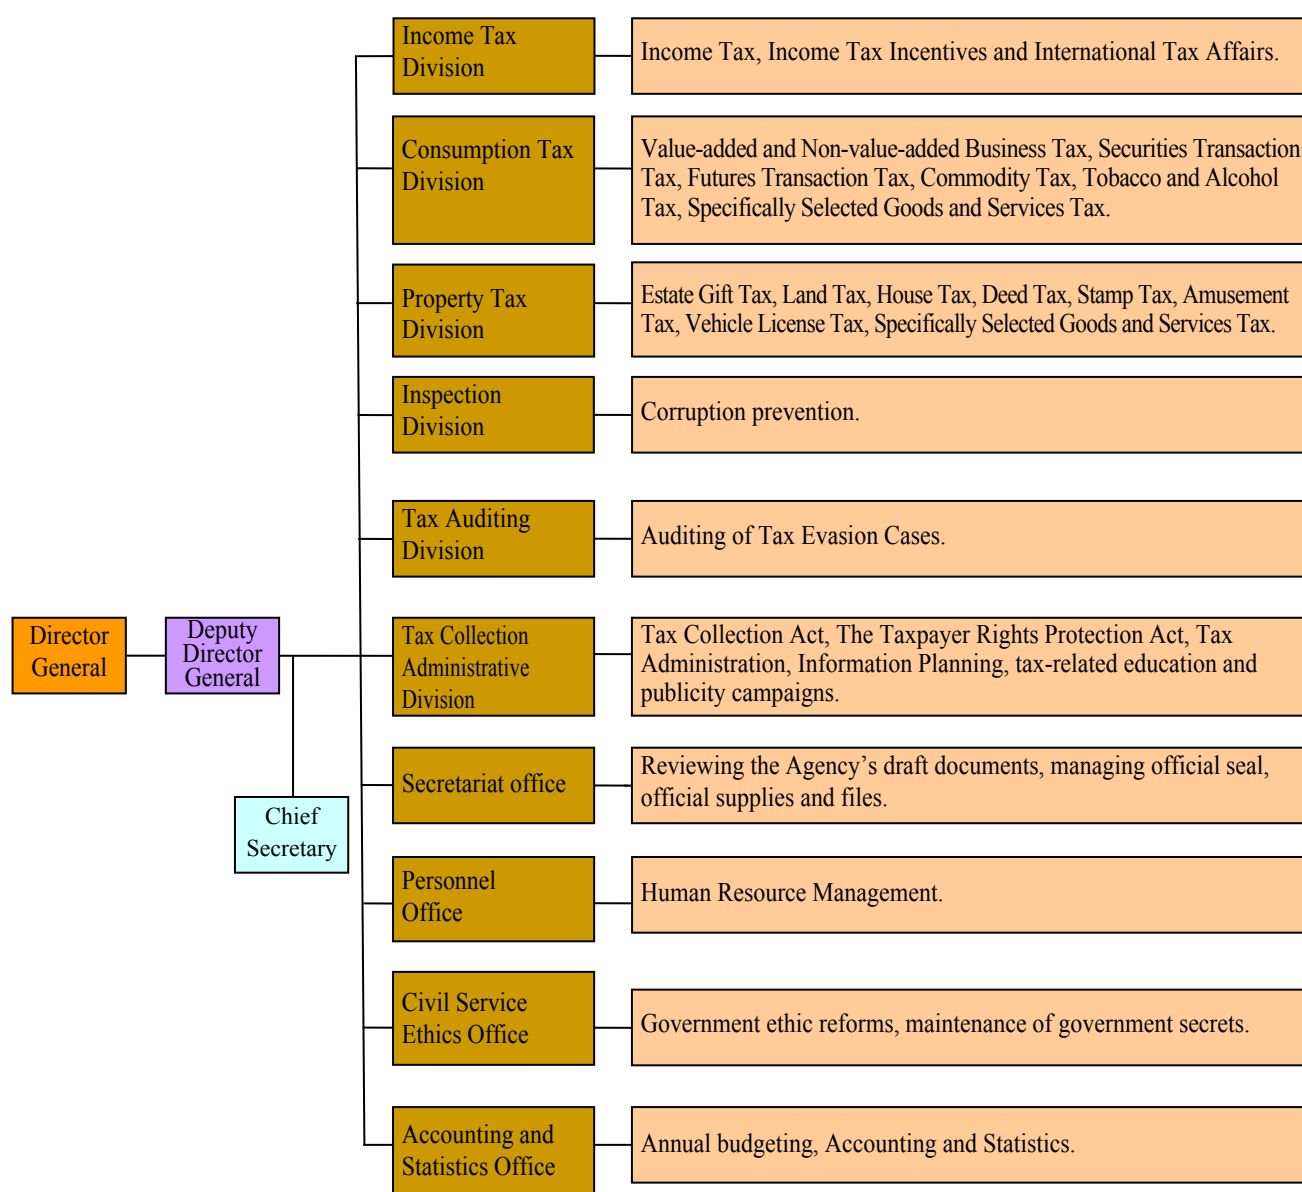 Income Tax
Division
Income Tax, Income Tax Incentives and International Tax Affairs.
Consumption Tax
Division
Value-added and Non-value-added Business Tax, Securities Transaction
Tax, Futures Transaction Tax, Commodity Tax, Tobacco and Alcohol
Tax, Specifically Selected Goods and Services Tax.
Property Tax
Division
Estate Gift Tax, Land Tax, House Tax, Deed Tax, Stamp Tax, Amusement
Tax, Vehicle License Tax, Specifically Selected Goods and Services Tax.
Inspection
Division
Corruption prevention.
Tax Auditing
Division
Auditing of Tax Evasion Cases.
Director
General
Deputy
Director
General
Tax Collection
Administrative
Division
Tax Collection Act, The Taxpayer Rights Protection Act, Tax
Administration, Information Planning, tax-related education and
publicity campaigns.
Chief
Secretary
Secretariat office
Reviewing the Agency’s draft documents, managing official seal,
official supplies and files.
Personnel
Office
Human Resource Management.
Civil Service
Ethics Office
Government ethic reforms, maintenance of government secrets.
Accounting and
Statistics Office
Annual budgeting, Accounting and Statistics.